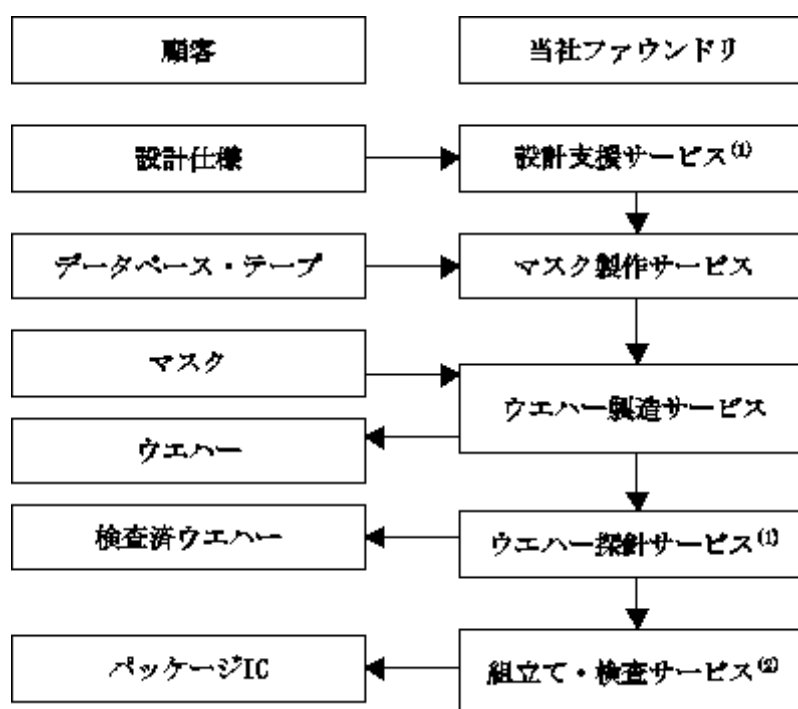 顧客
当社ファウンドリ
設計仕様
設計支援サービス(1)
データベース・テープ
マスク製作サービス
マスク
ウエハー製造サービス
ウエハー
検査済ウエハー
ウエハー探針サービス(1)
パッケージIC
組立て・検査サービス(2)